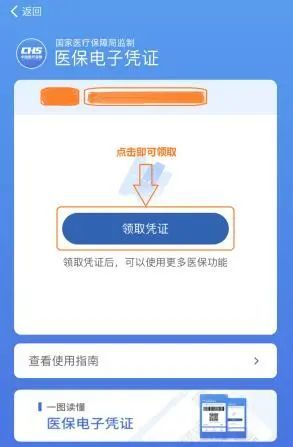 返回
国家医疗保障局监制
CHS
医保电子凭证
点击即可领取
领取凭证
领取凭证后，可以使用更多医保功能
查看使用指南
一图读懂
医保电子凭证